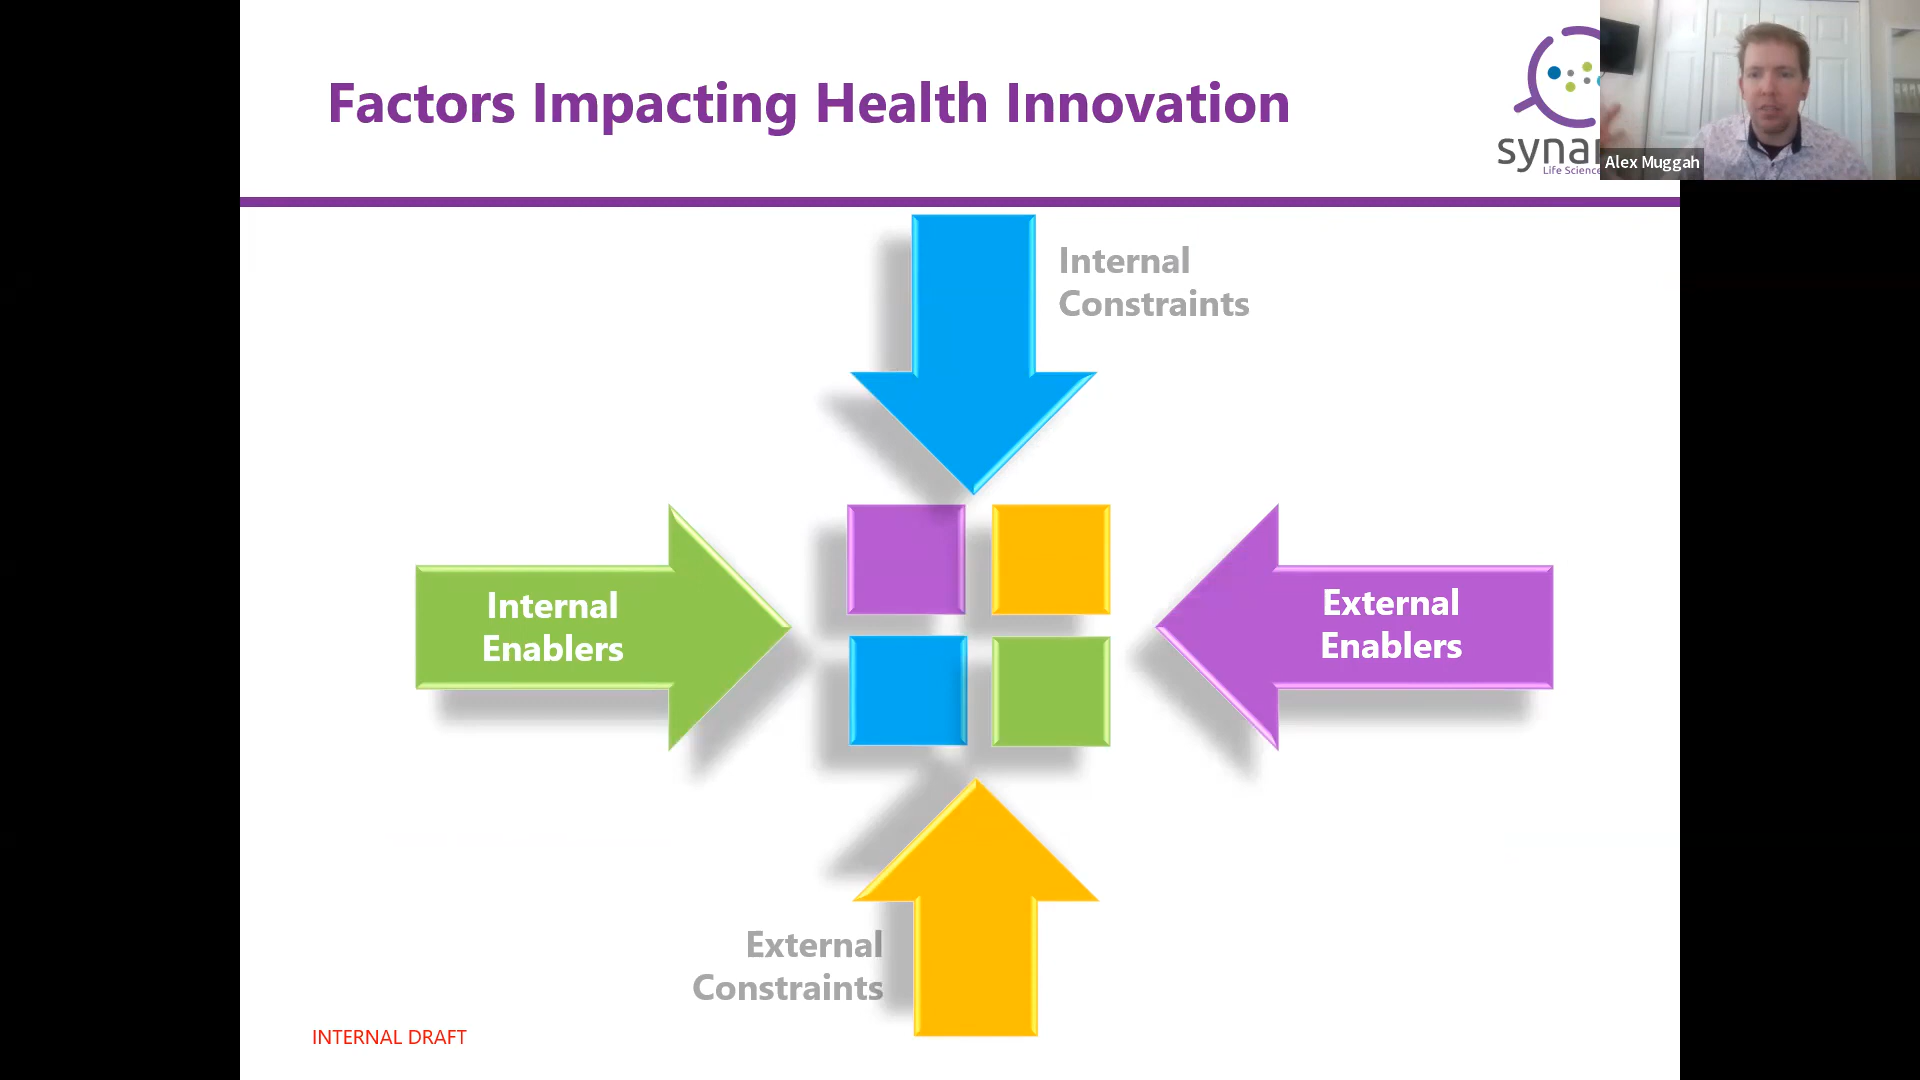 Factors Impacting Health Innovation
Life Science
Alex Muggah
Internal
Constraints
Internal
Enablers
External
Enablers
External
Constraints
INTERNAL DRAFT